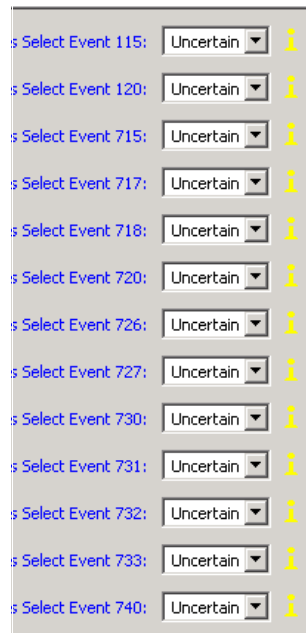 s Select Event 115: Uncertain
s Select Event 120: Uncertain
s Select Event 715: Uncertain
s Select Event 717: Uncertain
s Select Event 718: Uncertain
s Select Event 720: Uncertain
s Select Event 726: Uncertain
s Select Event 727: Uncertain
s Select Event 730: Uncertain
s Select Event 731: Uncertain
s Select Event 732: Uncertain
s Select Event 733: Uncertain
s Select Event 740: Uncertain